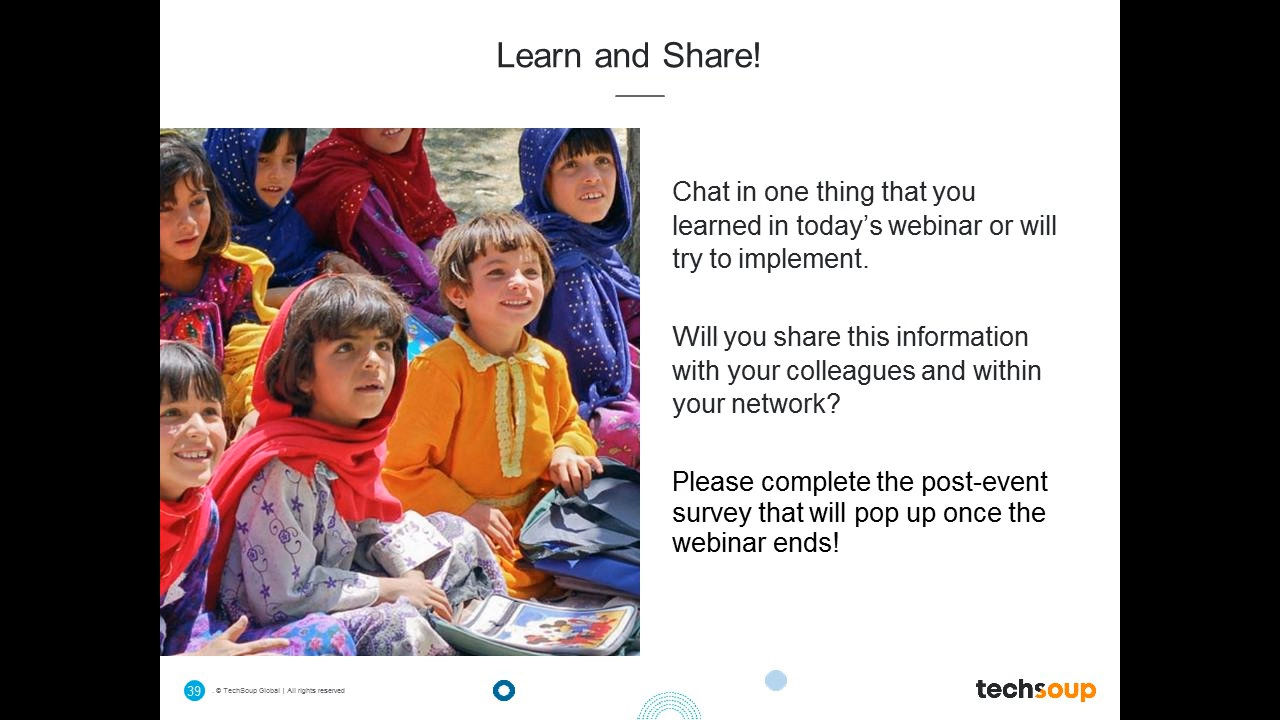 Learn and Share!
Chat in one thing that you
learned in today’s webinar or will
try to implement.
Will you share this information
with your colleagues and within
your network?
Please complete the post-event
survey that will pop up once the
webinar ends!
39
. © TechSoup Global | All rights reserved
techsoup